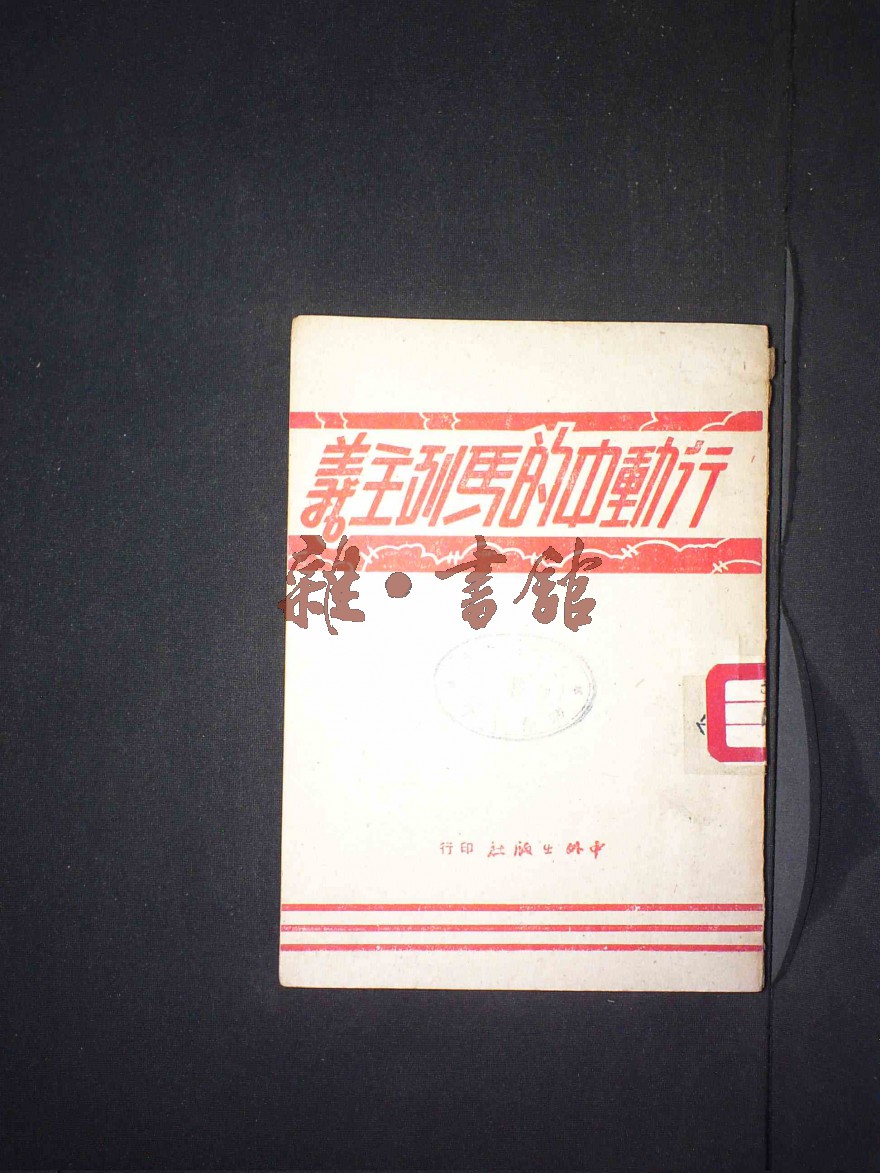 行動中的馬列主義
雜·書館
中外出版社印行